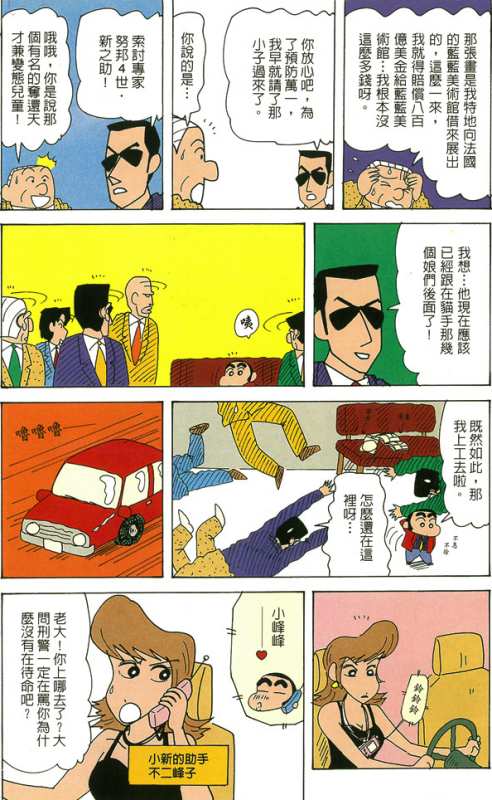 那張畫是我特地向法國
的藍藍美術館借來展出
的，這麼一來，
我就得賠償八百
億美金給藍藍美
術館…我根本沒
這麼多錢呀。
你放心吧，為
了預防萬一，
我早就請了那
小子過來了。
你說的是…
索討專家
努邦4世．
新之助！
哦哦，你是說那
個有名的奪還天
才兼變態兒童！
我想…他現在應該
已經跟在貓手那幾
個娘們後面了！
咦
既然如此，那
我上工去啦。
怎麼還在這
裡呀…
不急
不徐
嚕
嚕
嚕
鈴
鈴
鈴
小峰峰
老大！你上哪去了？大
問刑警一定在罵你為什
麼沒有在待命吧？
小新的助手
不二峰子